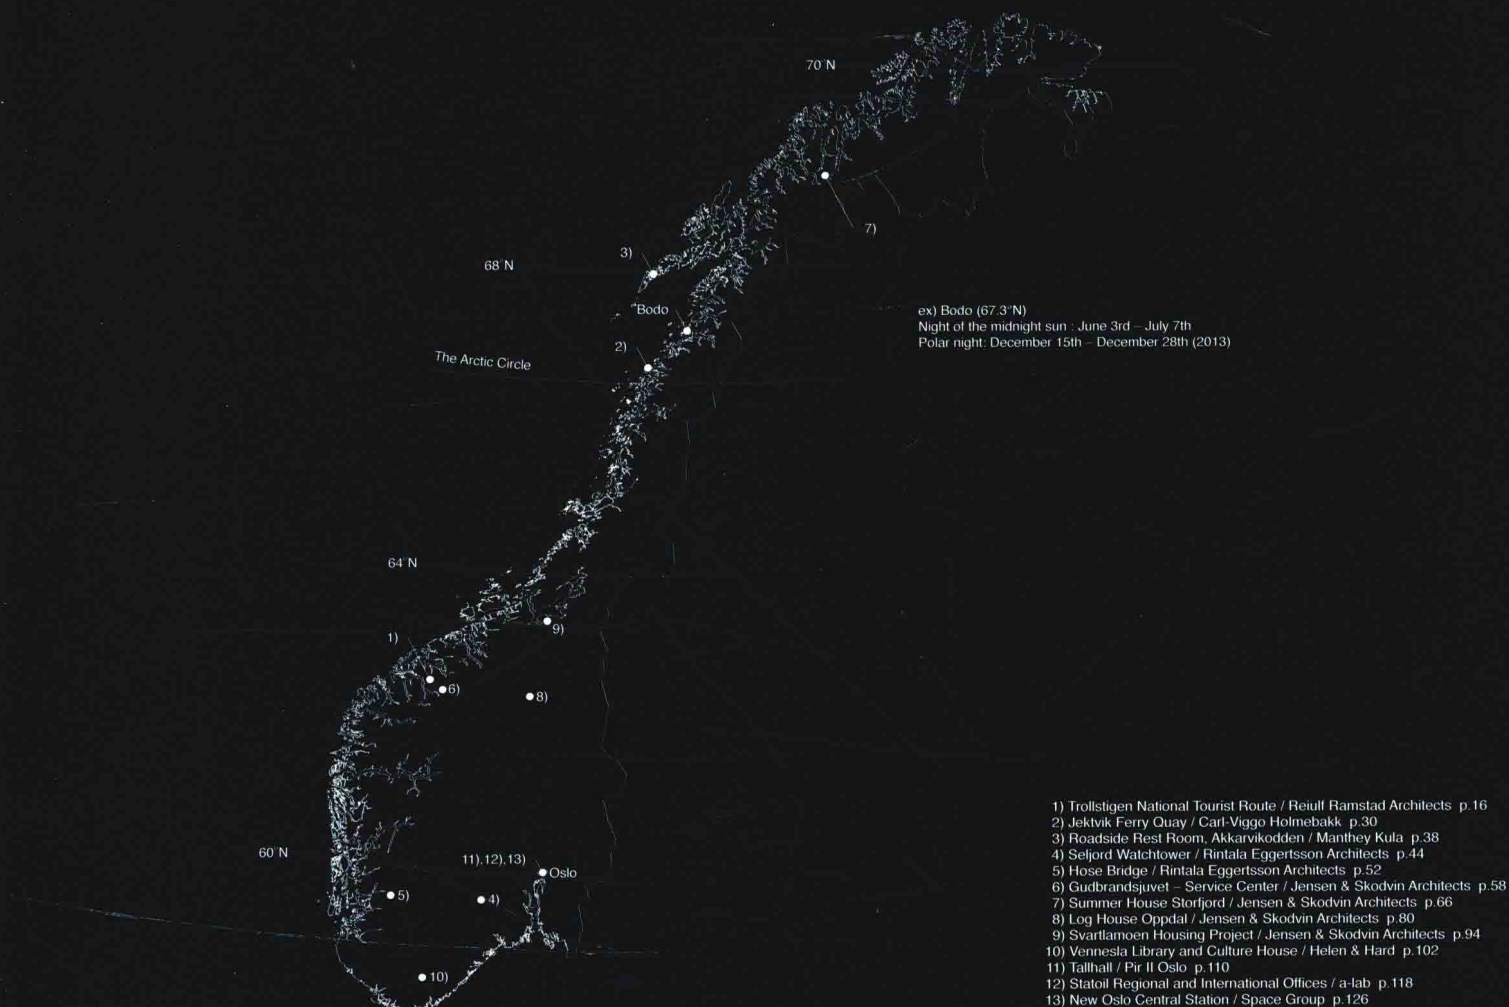 70°N
7)
3)
68°N
Bodo
ex) Bodo (67.3°N)
Night of the midnight sun : June 3rd – July 7th
Polar night: December 15th – December 28th (2013)
2)
The Arctic Circle
64°N
9)
1)
6)
8)
60°N
11),12),13)
Oslo
5)
4)
10)
1) Trollstigen National Tourist Route / Reiulf Ramstad Architects p.16
2) Jektvik Ferry Quay / Carl-Viggo Holmebakk p.30
3) Roadside Rest Room, Akkarvikodden / Manthey Kula p.38
4) Seljord Watchtower / Rintala Eggertsson Architects p.44
5) Hose Bridge / Rintala Eggertsson Architects p.52
6) Gudbrandsjuvet – Service Center / Jensen & Skodvin Architects p.58
7) Summer House Storfjord / Jensen & Skodvin Architects p.66
8) Log House Oppdal / Jensen & Skodvin Architects p.80
9) Svartlamoen Housing Project / Jensen & Skodvin Architects p.94
10) Vennesla Library and Culture House / Helen & Hard p.102
11) Tallhall / Pir II Oslo p.110
12) Statoil Regional and International Offices / a-lab p.118
13) New Oslo Central Station / Space Group p.126